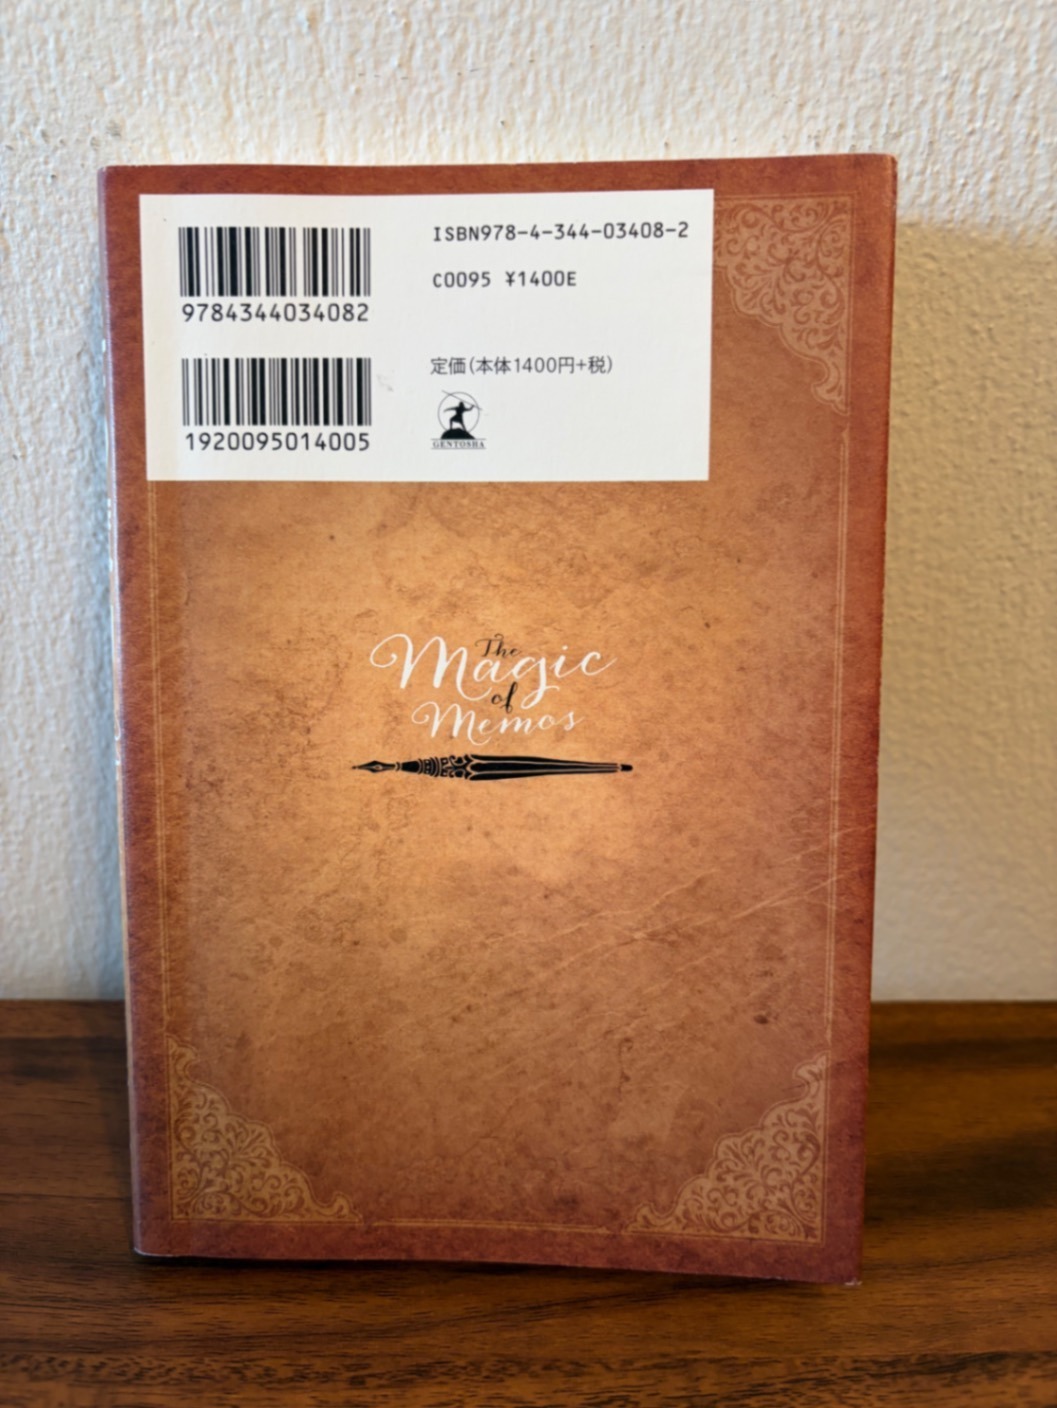 ISBN978-4-344-03408-2
C0095 ¥1400E
9784344034082
定価(本体1400円+税)
1920095014005
GENTOSHA
The
Magic
of
Memos